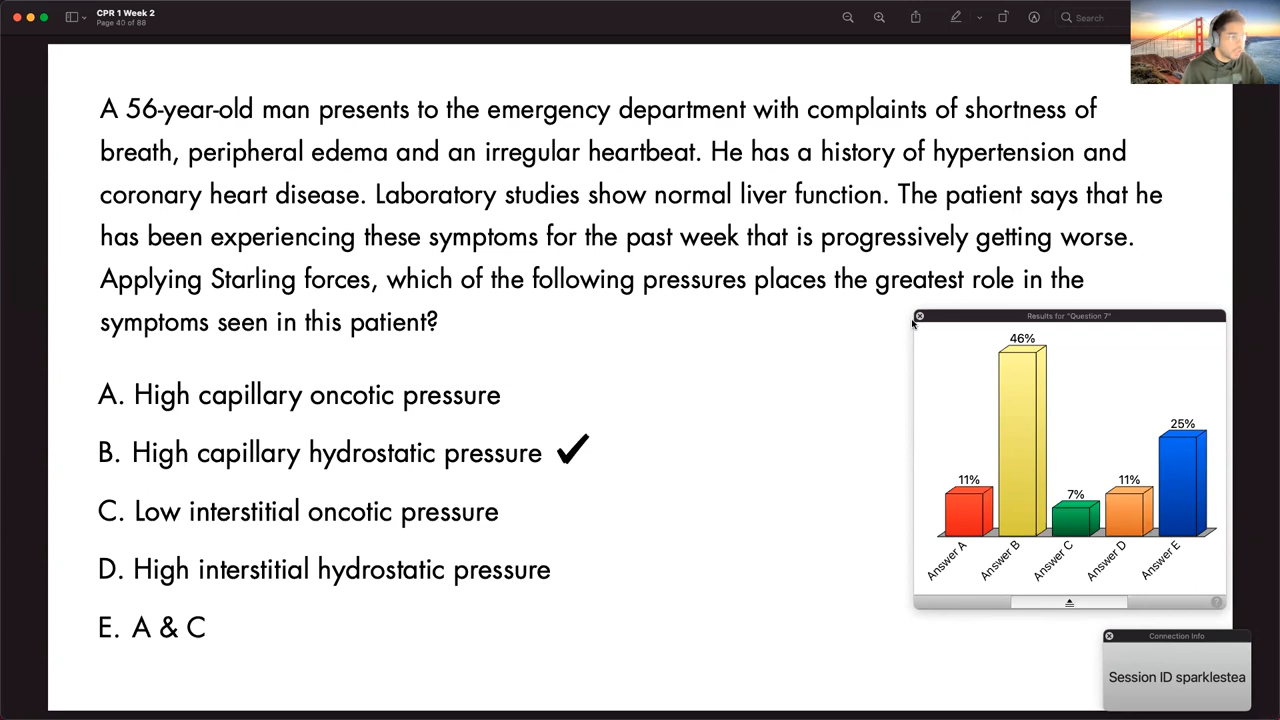 CPR 1 Week 2
Page 40 of 88
Search
A 56-year-old man presents to the emergency department with complaints of shortness of
breath, peripheral edema and an irregular heartbeat. He has a history of hypertension and
coronary heart disease. Laboratory studies show normal liver function. The patient says that he
has been experiencing these symptoms for the past week that is progressively getting worse.
Applying Starling forces, which of the following pressures places the greatest role in the
symptoms seen in this patient?
A. High capillary oncotic pressure
B. High capillary hydrostatic pressure ✓
C. Low interstitial oncotic pressure
D. High interstitial hydrostatic pressure
E. A & C
Results for "Question 7"
46%
25%
11%
11%
7%
Answer A
Answer B
Answer C
Answer D
Answer E
?
Connection Info
Session ID sparklestea